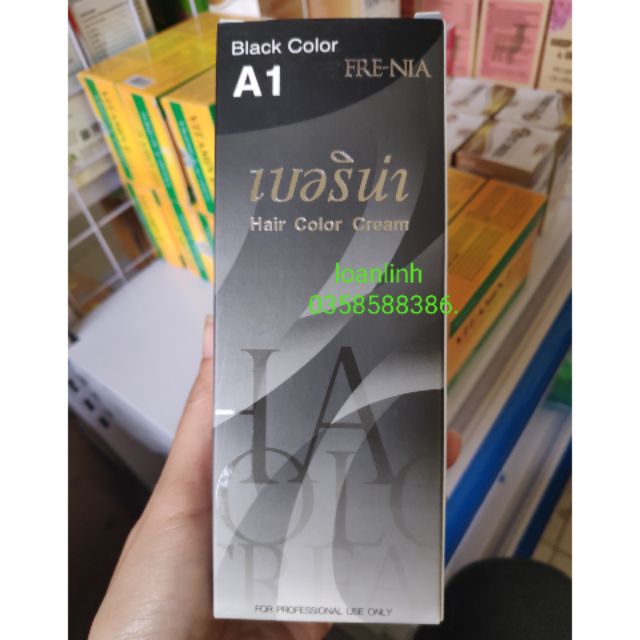 Black Color
A1
FRE-NIA
เบอริน่า
Hair Color Cream
loanlinh
0358588386.
FOR PROFESSIONAL USE ONLY